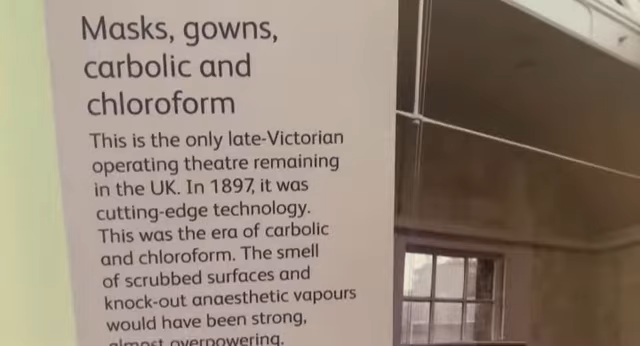 Masks, gowns,
carbolic and
chloroform
This is the only late-Victorian
operating theatre remaining
in the UK. In 1897, it was
cutting-edge technology.
This was the era of carbolic
and chloroform. The smell
of scrubbed surfaces and
knock-out anaesthetic vapours
would have been strong,
almost overpowering.